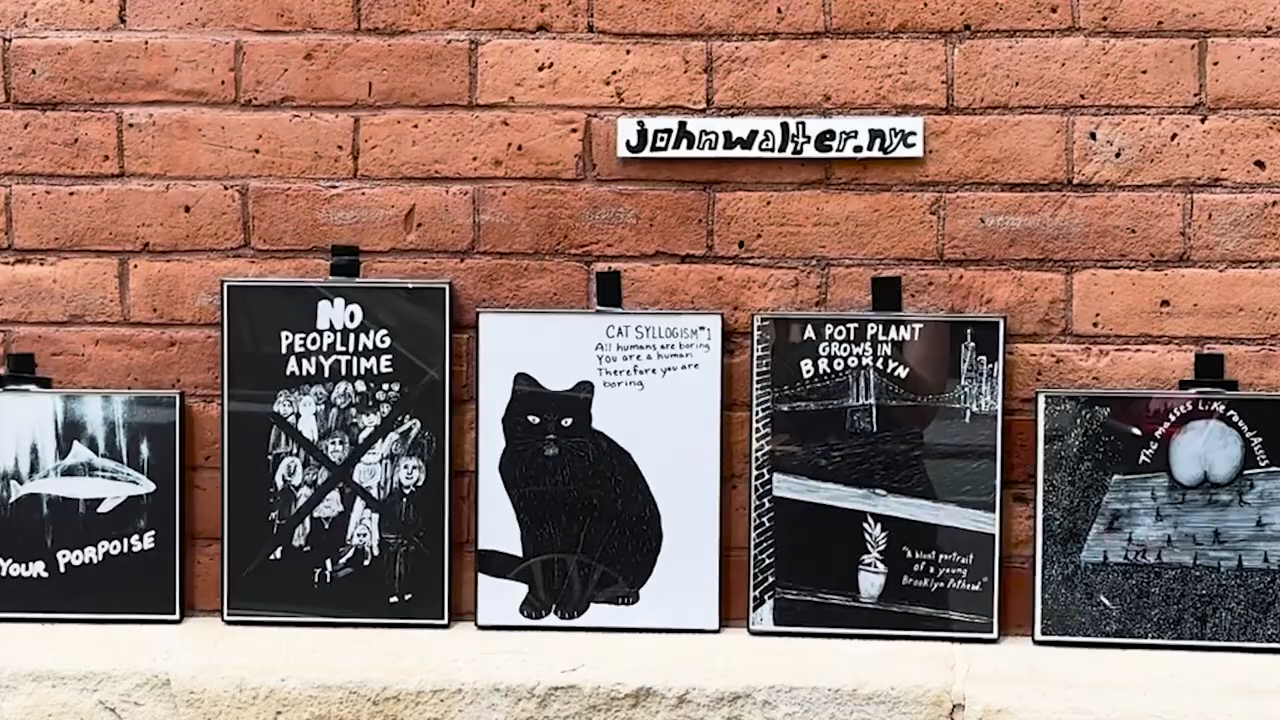 johnwalter.nyc
YOUR PORPOISE
NO
PEOPLING
ANYTIME
CAT SYLLOGISM #1
All humans are boring
You are a human
Therefore you are
boring
A POT PLANT
GROWS IN
BROOKLYN
"A blunt portrait
of a young
Brooklyn Pothead."
The Masses Like round Asses